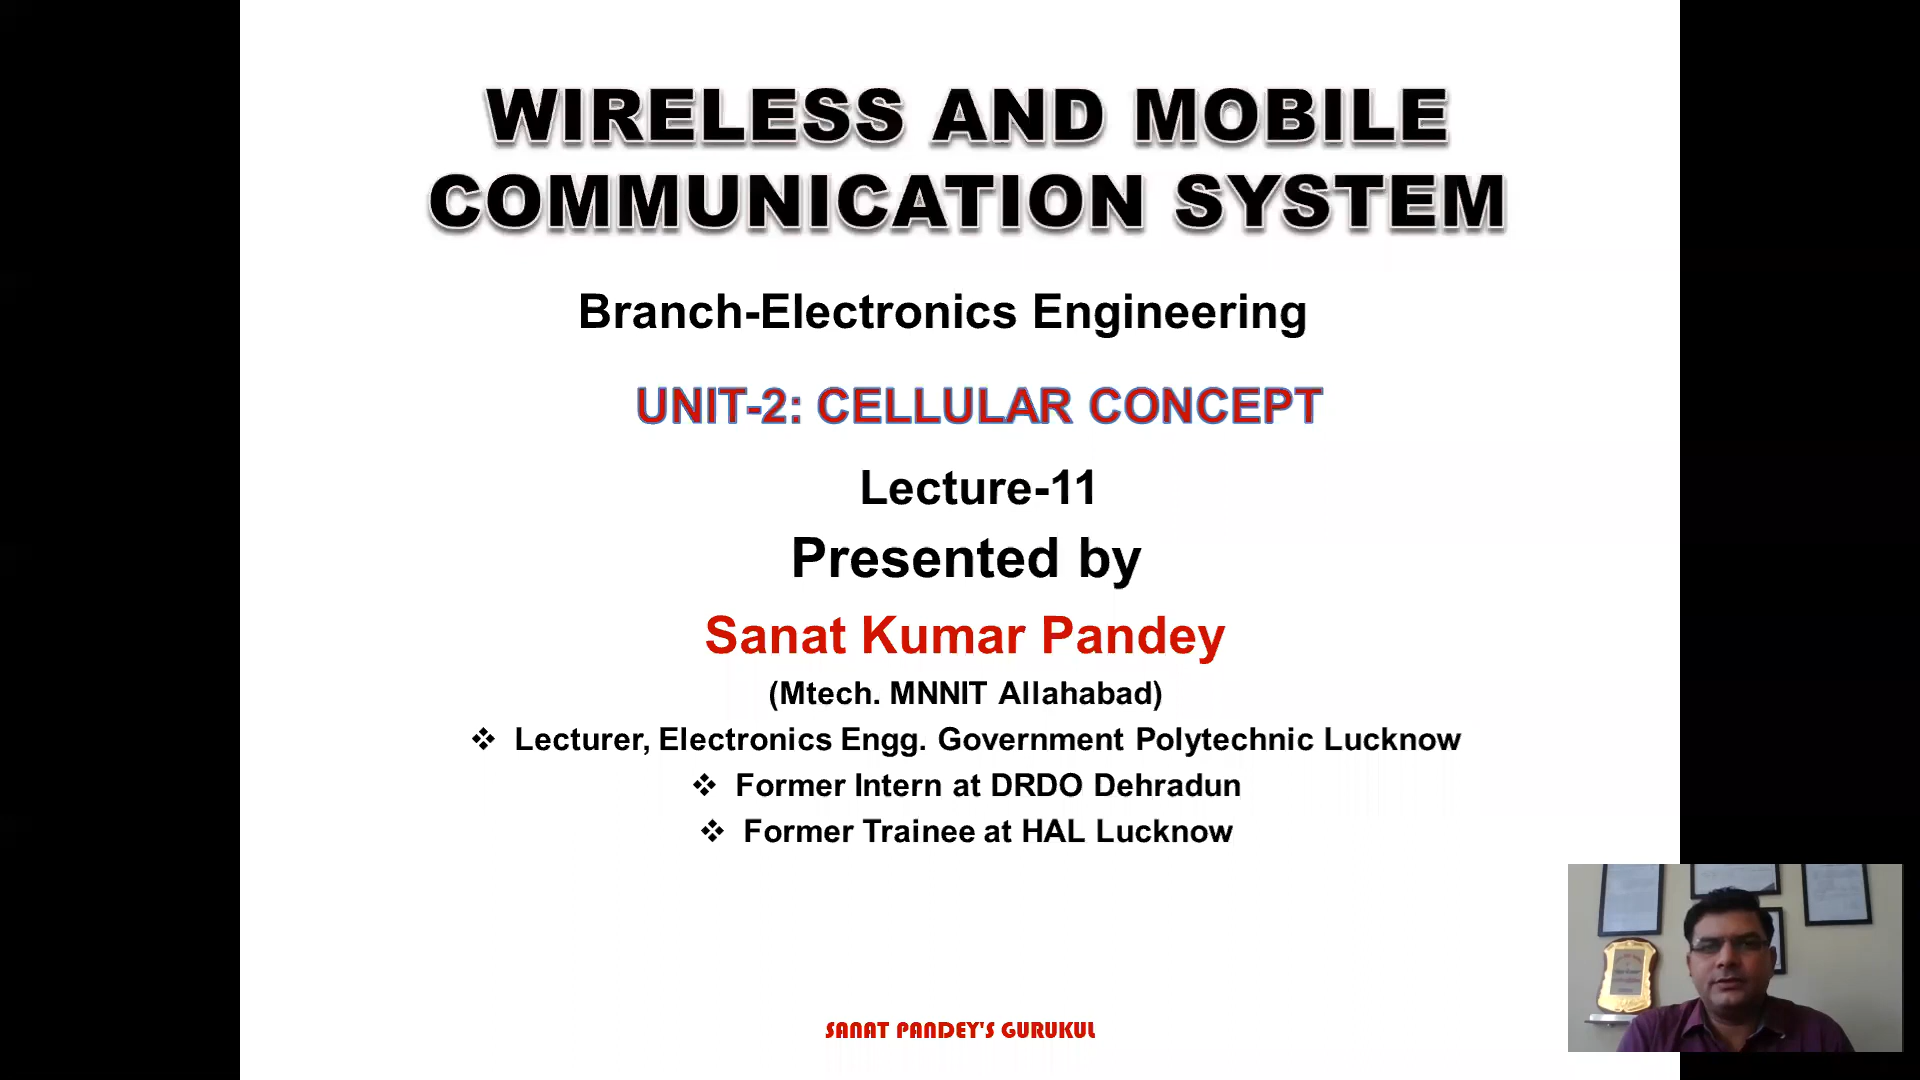 WIRELESS AND MOBILE
COMMUNICATION SYSTEM
Branch-Electronics Engineering
UNIT-2: CELLULAR CONCEPT
Lecture-11
Presented by
Sanat Kumar Pandey
(Mtech. MNNIT Allahabad)
❖ Lecturer, Electronics Engg. Government Polytechnic Lucknow
❖ Former Intern at DRDO Dehradun
❖ Former Trainee at HAL Lucknow
SANAT PANDEY'S GURUKUL